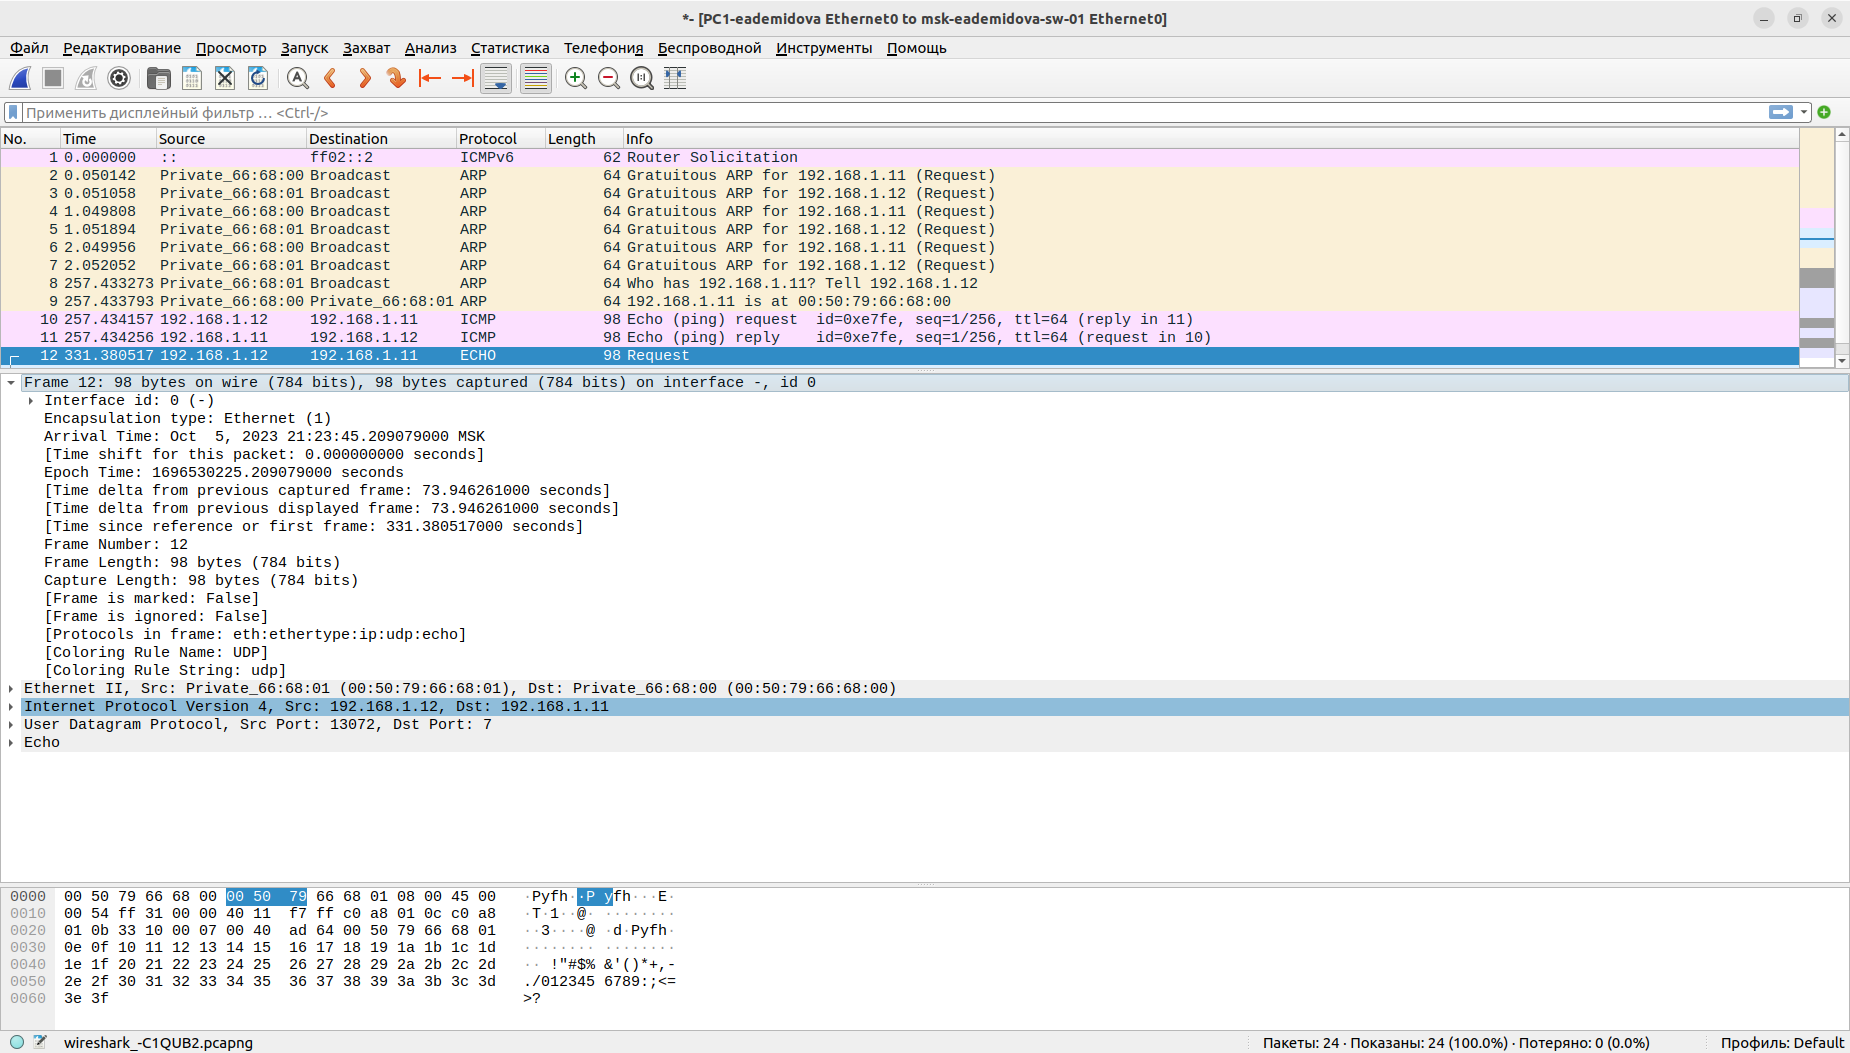 *- [PC1-eademidova Ethernet0 to msk-eademidova-sw-01 Ethernet0]
Файл Редактирование Просмотр Запуск Захват Анализ Статистика Телефония Беспроводной Инструменты Помощь
Применить дисплейный фильтр … <Ctrl-/>
No. Time Source Destination Protocol Length Info
1 0.000000 :: ff02::2 ICMPv6 62 Router Solicitation
2 0.050142 Private_66:68:00 Broadcast ARP 64 Gratuitous ARP for 192.168.1.11 (Request)
3 0.051058 Private_66:68:01 Broadcast ARP 64 Gratuitous ARP for 192.168.1.12 (Request)
4 1.049808 Private_66:68:00 Broadcast ARP 64 Gratuitous ARP for 192.168.1.11 (Request)
5 1.051894 Private_66:68:01 Broadcast ARP 64 Gratuitous ARP for 192.168.1.12 (Request)
6 2.049956 Private_66:68:00 Broadcast ARP 64 Gratuitous ARP for 192.168.1.11 (Request)
7 2.052052 Private_66:68:01 Broadcast ARP 64 Gratuitous ARP for 192.168.1.12 (Request)
8 257.433273 Private_66:68:01 Broadcast ARP 64 Who has 192.168.1.11? Tell 192.168.1.12
9 257.433793 Private_66:68:00 Private_66:68:01 ARP 64 192.168.1.11 is at 00:50:79:66:68:00
10 257.434157 192.168.1.12 192.168.1.11 ICMP 98 Echo (ping) request id=0xe7fe, seq=1/256, ttl=64 (reply in 11)
11 257.434256 192.168.1.11 192.168.1.12 ICMP 98 Echo (ping) reply id=0xe7fe, seq=1/256, ttl=64 (request in 10)
12 331.380517 192.168.1.12 192.168.1.11 ECHO 98 Request
Frame 12: 98 bytes on wire (784 bits), 98 bytes captured (784 bits) on interface -, id 0
Interface id: 0 (-)
Encapsulation type: Ethernet (1)
Arrival Time: Oct  5, 2023 21:23:45.209079000 MSK
[Time shift for this packet: 0.000000000 seconds]
Epoch Time: 1696530225.209079000 seconds
[Time delta from previous captured frame: 73.946261000 seconds]
[Time delta from previous displayed frame: 73.946261000 seconds]
[Time since reference or first frame: 331.380517000 seconds]
Frame Number: 12
Frame Length: 98 bytes (784 bits)
Capture Length: 98 bytes (784 bits)
[Frame is marked: False]
[Frame is ignored: False]
[Protocols in frame: eth:ethertype:ip:udp:echo]
[Coloring Rule Name: UDP]
[Coloring Rule String: udp]
Ethernet II, Src: Private_66:68:01 (00:50:79:66:68:01), Dst: Private_66:68:00 (00:50:79:66:68:00)
Internet Protocol Version 4, Src: 192.168.1.12, Dst: 192.168.1.11
User Datagram Protocol, Src Port: 13072, Dst Port: 7
Echo
0000 00 50 79 66 68 00 00 50 79 66 68 01 08 00 45 00 ·Pyfh··P yfh···E·
0010 00 54 ff 31 00 00 40 11 f7 ff c0 a8 01 0c c0 a8 ·T·1··@· ········
0020 01 0b 33 10 00 07 00 40 ad 64 00 50 79 66 68 01 ··3····@ ·d·Pyfh·
0030 0e 0f 10 11 12 13 14 15 16 17 18 19 1a 1b 1c 1d ········ ········
0040 1e 1f 20 21 22 23 24 25 26 27 28 29 2a 2b 2c 2d ·· !"#$% &'()*+,-
0050 2e 2f 30 31 32 33 34 35 36 37 38 39 3a 3b 3c 3d ./012345 6789:;<=
0060 3e 3f >?
wireshark_-C1QUB2.pcapng Пакеты: 24 · Показаны: 24 (100.0%) · Потеряно: 0 (0.0%) Профиль: Default